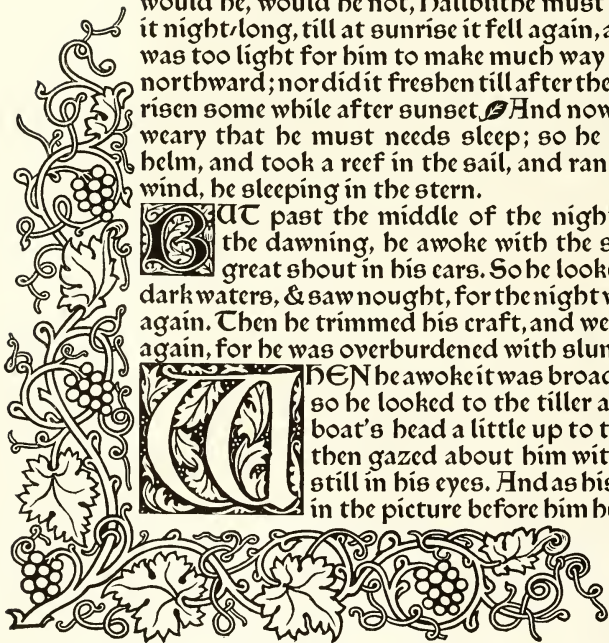 would he, would he not, Hallblithe must
it night-long, till at sunrise it fell again,
was too light for him to make much way
northward; nor did it freshen till after the
risen some while after sunset. And now
weary that he must needs sleep; so he
helm, and took a reef in the sail, and ran
wind, he sleeping in the stern.
BUT past the middle of the nigh
the dawning, he awoke with the s
great shout in his ears. So he looke
dark waters, & saw nought, for the night w
again. Then he trimmed his craft, and we
again, for he was overburdened with slum
WHEN he awoke it was broad
so he looked to the tiller a
boat's head a little up to t
then gazed about him wit
still in his eyes. And as his
in the picture before him he